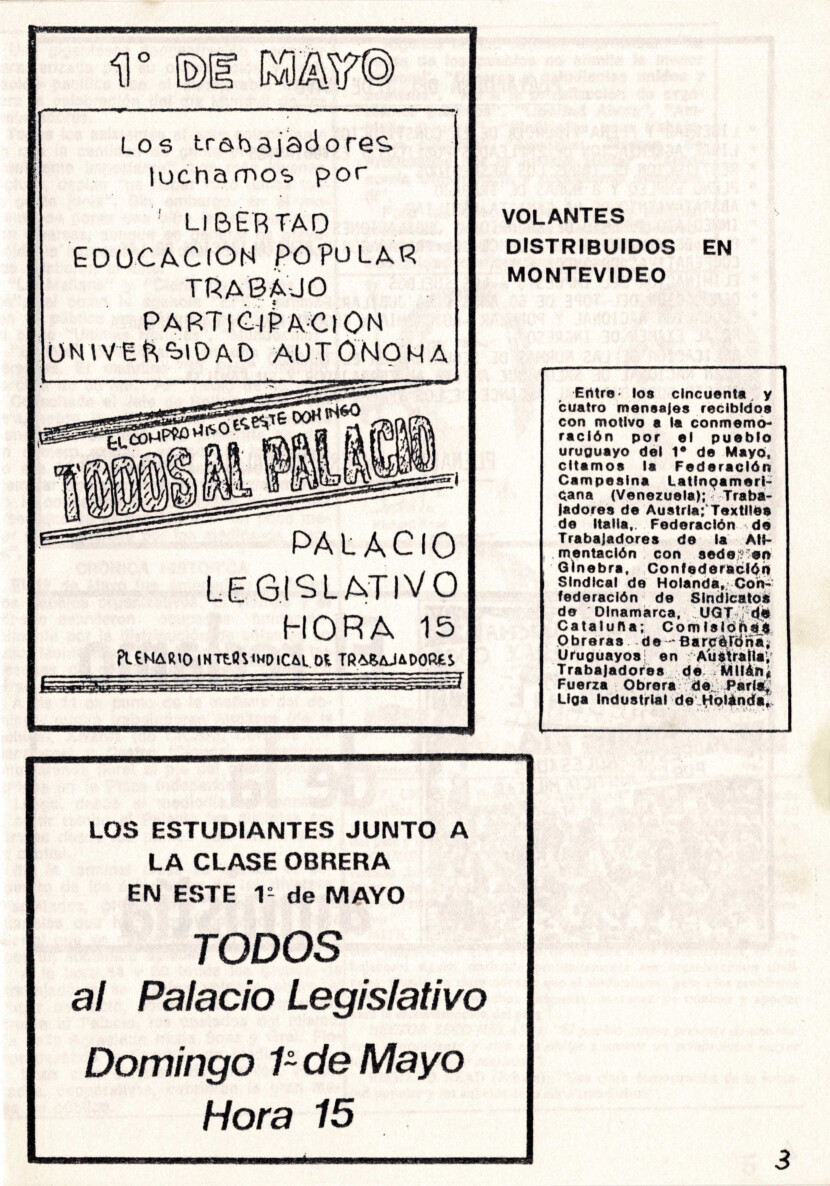 1° DE MAYO
Los trabajadores
luchamos por
LIBERTAD
EDUCACION POPULAR
TRABAJO
PARTICIPACION
UNIVERSIDAD AUTÓNOMA
EL COMPROMISO ES ESTE DOMINGO
TODOS AL PALACIO
PALACIO
LEGISLATIVO
HORA 15
PLENARIO INTERSINDICAL DE TRABAJADORES
VOLANTES
DISTRIBUIDOS EN
MONTEVIDEO
Entre los cincuenta y
cuatro mensajes recibidos
con motivo a la conmemo-
ración por el pueblo
uruguayo del 1° de Mayo,
citamos la Federación
Campesina Latinoameri-
cana (Venezuela); Traba-
jadores de Austria; Textiles
de Italia, Federación de
Trabajadores de la Ali-
mentación con sede en
Ginebra, Confederación
Sindical de Holanda, Con-
federación de Sindicatos
de Dinamarca, UGT de
Cataluña; Comisiones
Obreras de Barcelona,
Uruguayos en Australia,
Trabajadores de Milán,
Fuerza Obrera de París,
Liga Industrial de Holanda.
LOS ESTUDIANTES JUNTO A
LA CLASE OBRERA
EN ESTE 1º de MAYO
TODOS
al Palacio Legislativo
Domingo 1º de Mayo
Hora 15
3